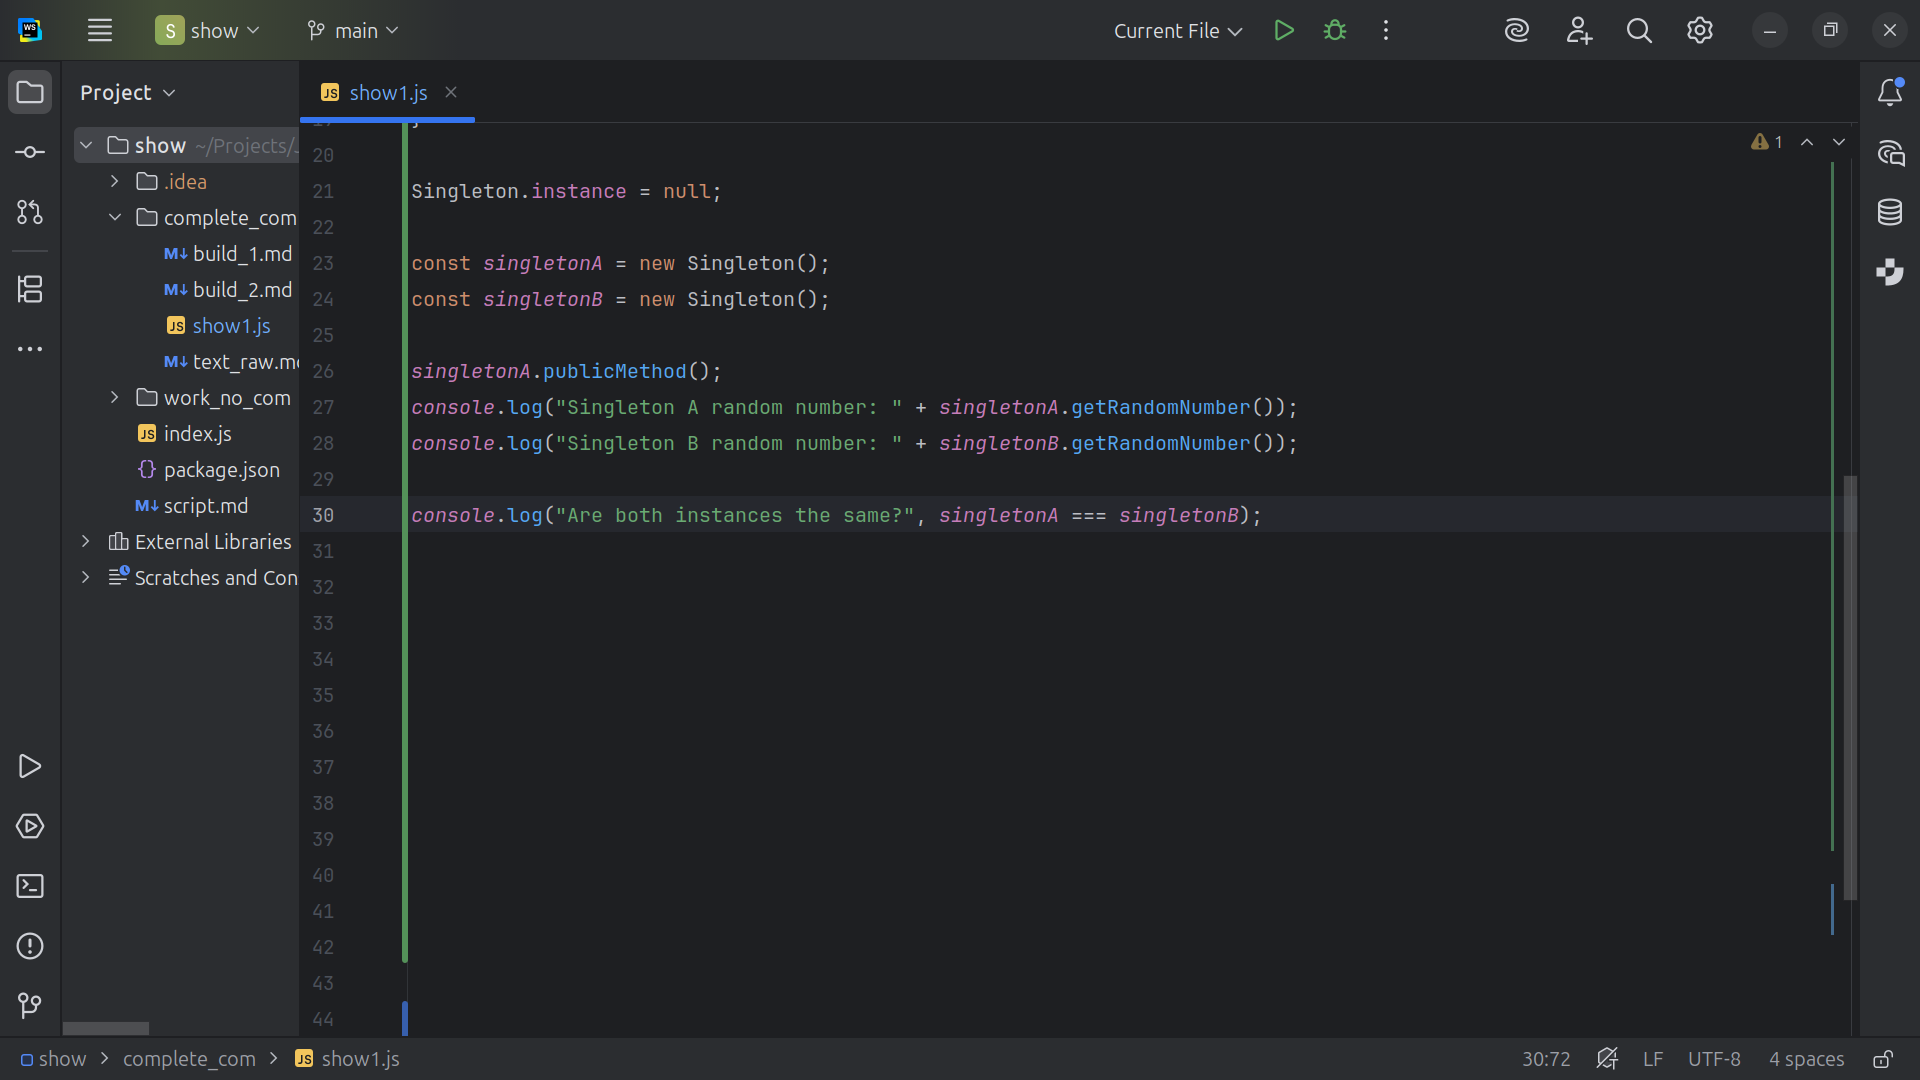 WS
S show
main
Current File
Project
JS show1.js
show ~/Projects/
.idea
complete_com
M↓ build_1.md
M↓ build_2.md
JS show1.js
M↓ text_raw.m
work_no_com
JS index.js
{} package.json
M↓ script.md
External Libraries
Scratches and Con
1
20
21 Singleton.instance = null;
22
23 const singletonA = new Singleton();
24 const singletonB = new Singleton();
25
26 singletonA.publicMethod();
27 console.log("Singleton A random number: " + singletonA.getRandomNumber());
28 console.log("Singleton B random number: " + singletonB.getRandomNumber());
29
30 console.log("Are both instances the same?", singletonA === singletonB);
31
32
33
34
35
36
37
38
39
40
41
42
43
44
show > complete_com > JS show1.js
30:72 LF UTF-8 4 spaces